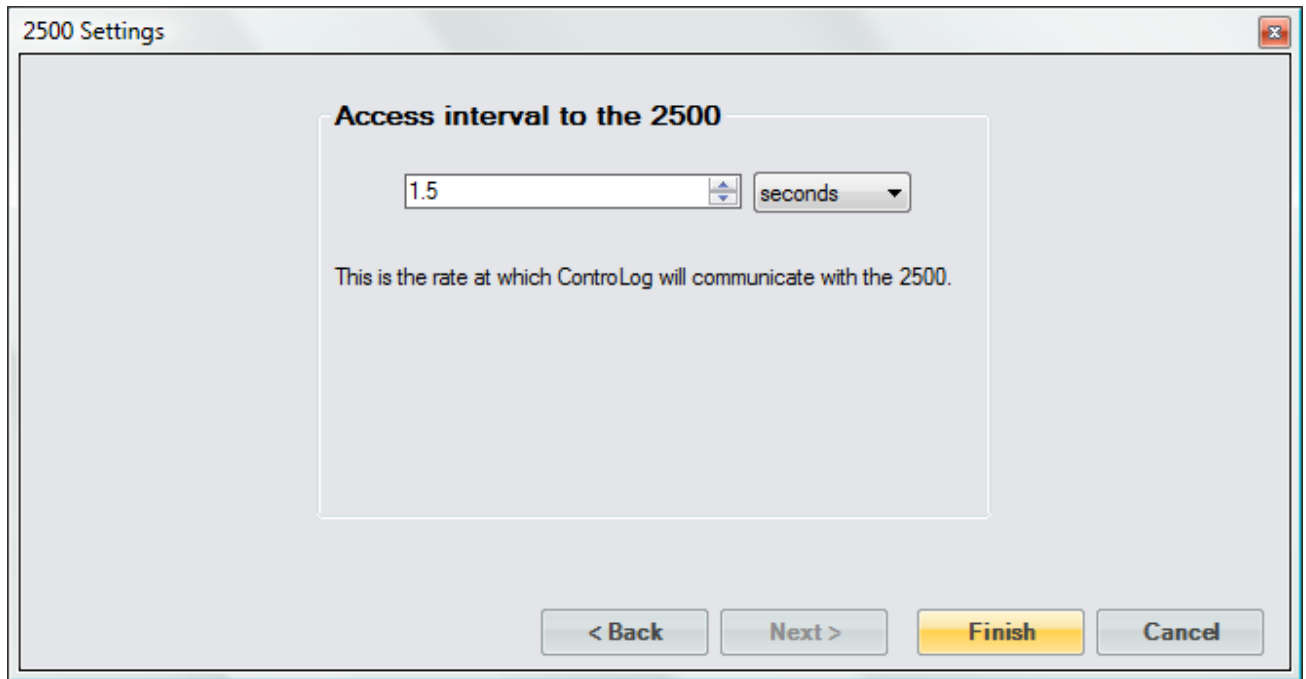 2500 Settings
Access interval to the 2500
1.5
seconds
This is the rate at which ControLog will communicate with the 2500.
< Back
Next >
Finish
Cancel